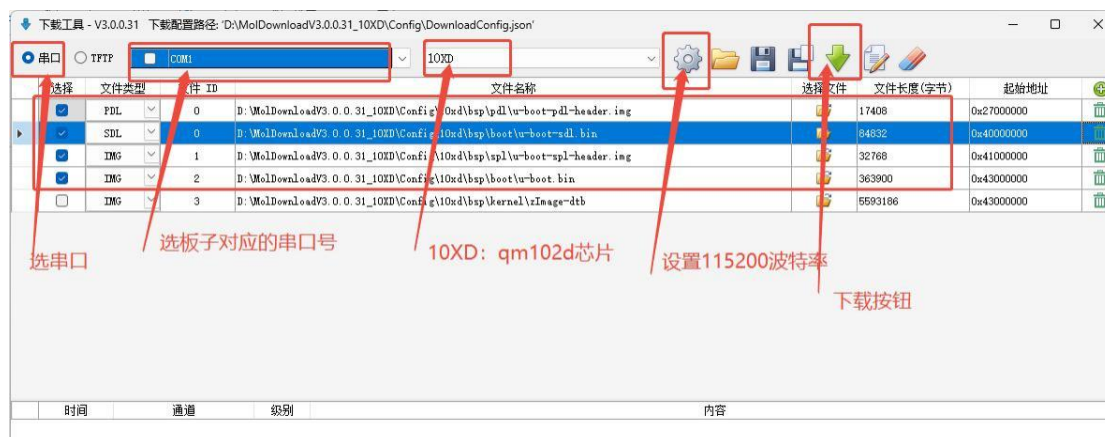 下载工具 - V3.0.0.31 下载配置路径: 'D:\MolDownloadV3.0.0.31_10XD\Config\DownloadConfig.json'
串口 TFTP COM1 10XD
选择 文件类型 文件 ID 文件名称 选择文件 文件长度(字节) 起始地址
PDL 0 D:\MolDownloadV3.0.0.31_10XD\Config\10xd\bsp\pdl\u-boot-pdl-header.img 17408 0x27000000
SDL 0 D:\MolDownloadV3.0.0.31_10XD\Config\10xd\bsp\boot\u-boot-sdl.bin 84832 0x40000000
IMG 1 D:\MolDownloadV3.0.0.31_10XD\Config\10xd\bsp\spl\u-boot-spl-header.img 32768 0x41000000
IMG 2 D:\MolDownloadV3.0.0.31_10XD\Config\10xd\bsp\boot\u-boot.bin 363900 0x43000000
IMG 3 D:\MolDownloadV3.0.0.31_10XD\Config\10xd\bsp\kernel\zImage-dtb 5593186 0x43000000
选串口
选板子对应的串口号
10XD：qm102d芯片
设置115200波特率
下载按钮
时间 通道 级别 内容